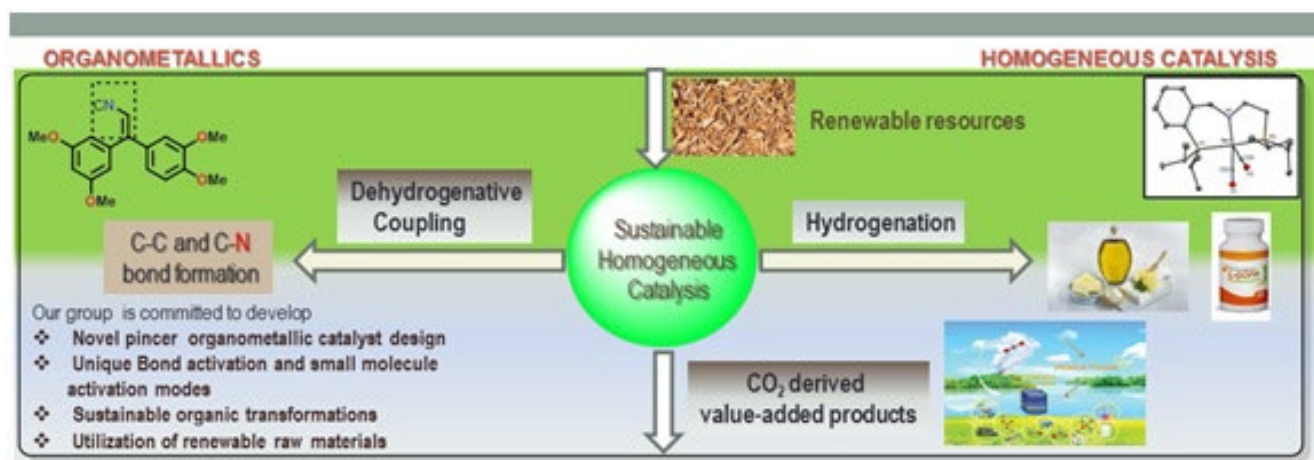 ORGANOMETALLICS
HOMOGENEOUS CATALYSIS
CN
MeO
OMe
OMe
OMe
Renewable resources
Dehydrogenative
Coupling
Sustainable
Homogeneous
Catalysis
Hydrogenation
C-C and C-N
bond formation
Our group is committed to develop
❖ Novel pincer organometallic catalyst design
❖ Unique Bond activation and small molecule
activation modes
❖ Sustainable organic transformations
❖ Utilization of renewable raw materials
CO₂ derived
value-added products